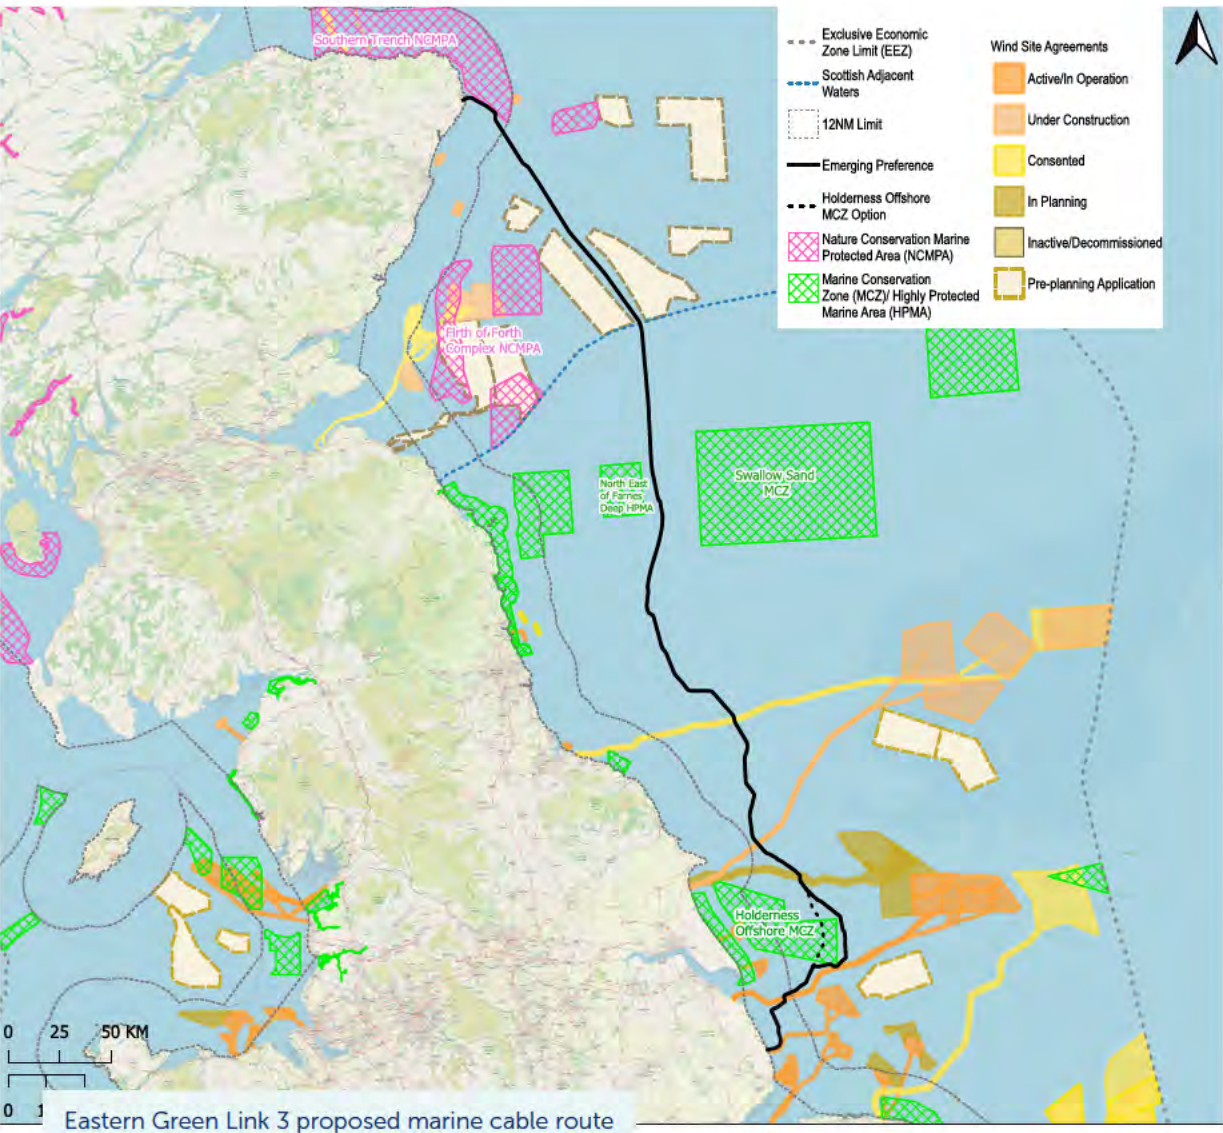 Southern Trench NCMPA
Exclusive Economic
Zone Limit (EEZ)
Scottish Adjacent
Waters
12NM Limit
Emerging Preference
Holderness Offshore
MCZ Option
Nature Conservation Marine
Protected Area (NCMPA)
Marine Conservation
Zone (MCZ)/ Highly Protected
Marine Area (HPMA)
Wind Site Agreements
Active/In Operation
Under Construction
Consented
In Planning
Inactive/Decommissioned
Pre-planning Application
Firth of Forth
Complex NCMPA
North East
of Farnes
Deep HPMA
Swallow Sand
MCZ
Holderness
Offshore MCZ
0 25 50 KM
0 1
Eastern Green Link 3 proposed marine cable route